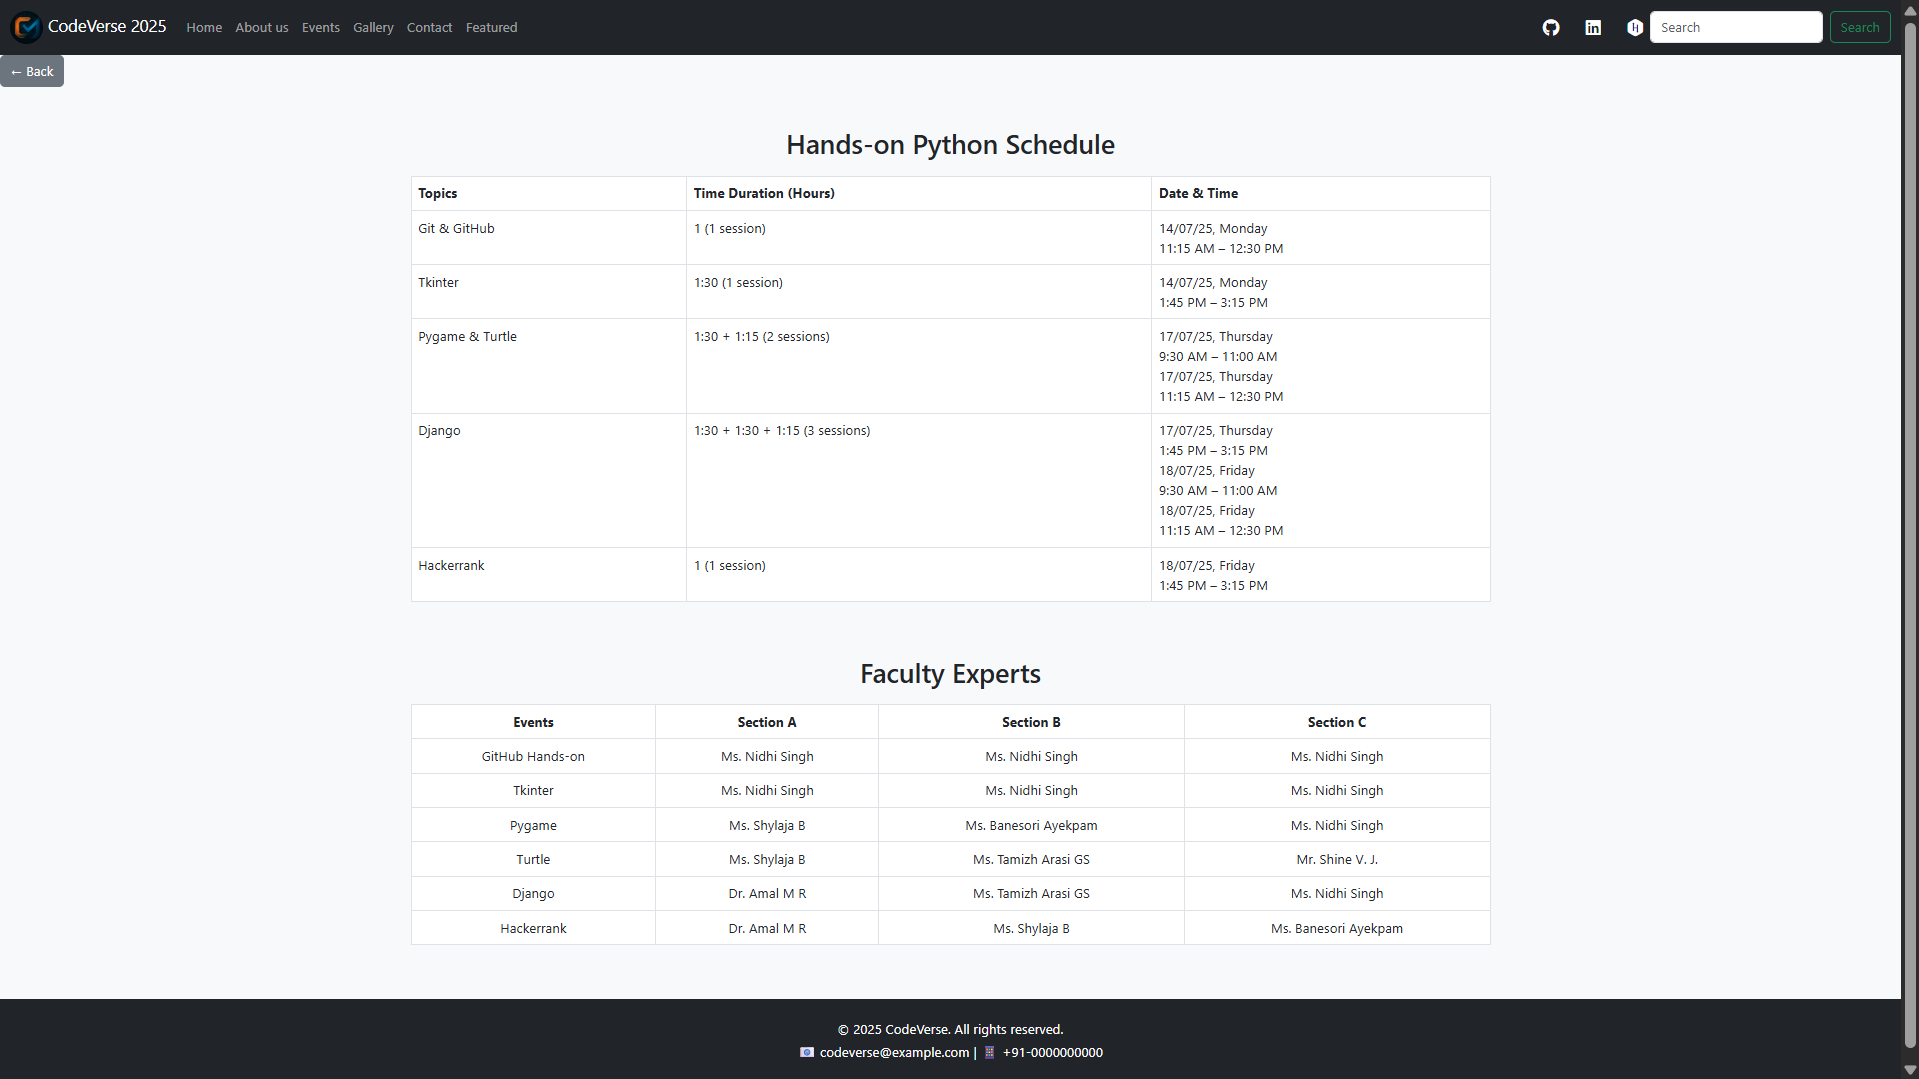 CodeVerse 2025 Home About us Events Gallery Contact Featured Search Search
← Back
Hands-on Python Schedule
Topics Time Duration (Hours) Date & Time
Git & GitHub 1 (1 session) 14/07/25, Monday
11:15 AM – 12:30 PM
Tkinter 1:30 (1 session) 14/07/25, Monday
1:45 PM – 3:15 PM
Pygame & Turtle 1:30 + 1:15 (2 sessions) 17/07/25, Thursday
9:30 AM – 11:00 AM
17/07/25, Thursday
11:15 AM – 12:30 PM
Django 1:30 + 1:30 + 1:15 (3 sessions) 17/07/25, Thursday
1:45 PM – 3:15 PM
18/07/25, Friday
9:30 AM – 11:00 AM
18/07/25, Friday
11:15 AM – 12:30 PM
Hackerrank 1 (1 session) 18/07/25, Friday
1:45 PM – 3:15 PM
Faculty Experts
Events Section A Section B Section C
GitHub Hands-on Ms. Nidhi Singh Ms. Nidhi Singh Ms. Nidhi Singh
Tkinter Ms. Nidhi Singh Ms. Nidhi Singh Ms. Nidhi Singh
Pygame Ms. Shylaja B Ms. Banesori Ayekpam Ms. Nidhi Singh
Turtle Ms. Shylaja B Ms. Tamizh Arasi GS Mr. Shine V. J.
Django Dr. Amal M R Ms. Tamizh Arasi GS Ms. Nidhi Singh
Hackerrank Dr. Amal M R Ms. Shylaja B Ms. Banesori Ayekpam
© 2025 CodeVerse. All rights reserved.
📧 codeverse@example.com | 📱 +91-0000000000